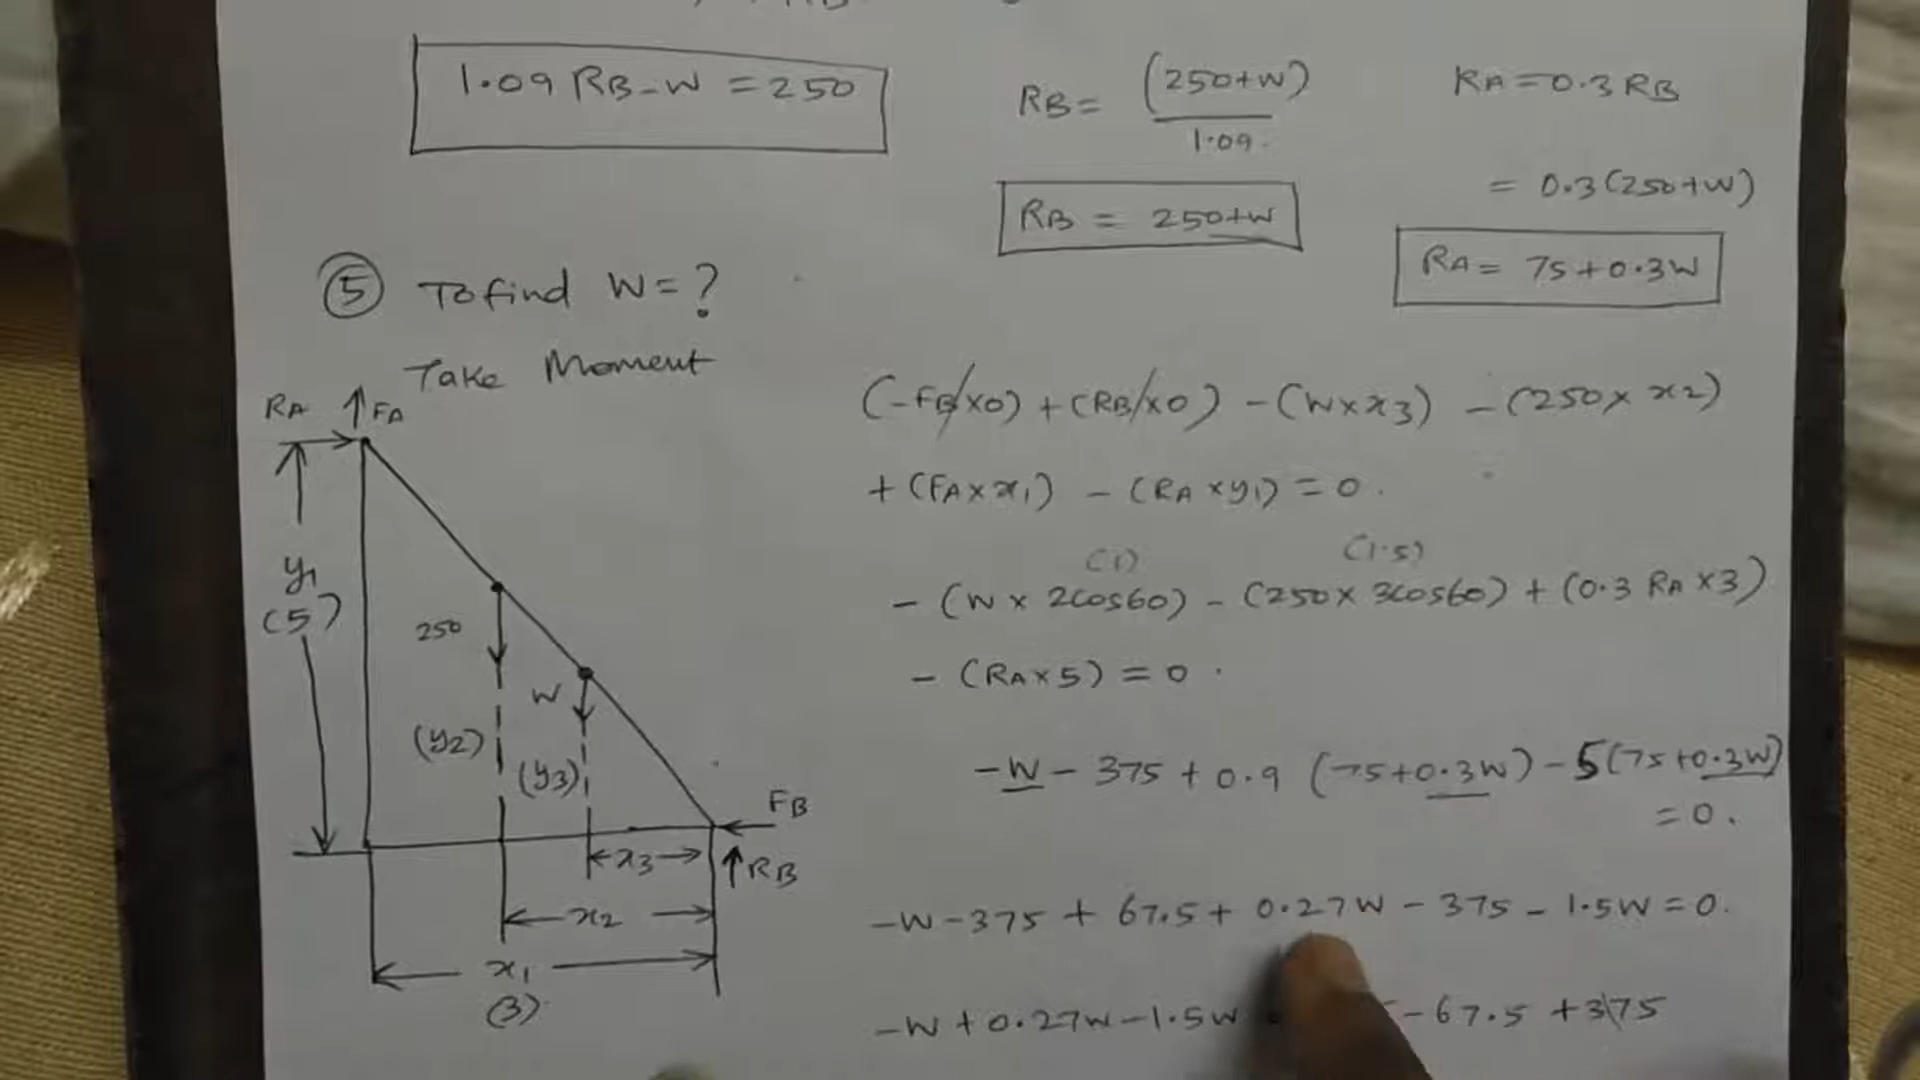 1.09 RB - W = 250
RB = (250+W)
1.09
RB = 250+W
RA = 0.3 RB
= 0.3 (250+W)
RA = 75+0.3W
⑤ To find W = ?
Take Moment
RA ↑FA
y1
(5)
250
W
(y2)
(y3)
FB
x3
↑RB
x2
x1
(3)
(-FB×0) + (RB×0) - (W×x3) - (250×x2)
+ (FA×x1) - (RA×y1) = 0.
(1) (1.5)
- (W × 2cos60) - (250 × 3cos60) + (0.3 RA × 3)
- (RA×5) = 0.
-W - 375 + 0.9 (75+0.3W) - 5(75+0.3W)
= 0.
-W - 375 + 67.5 + 0.27W - 375 - 1.5W = 0.
-W + 0.27W - 1.5W - 67.5 + 375